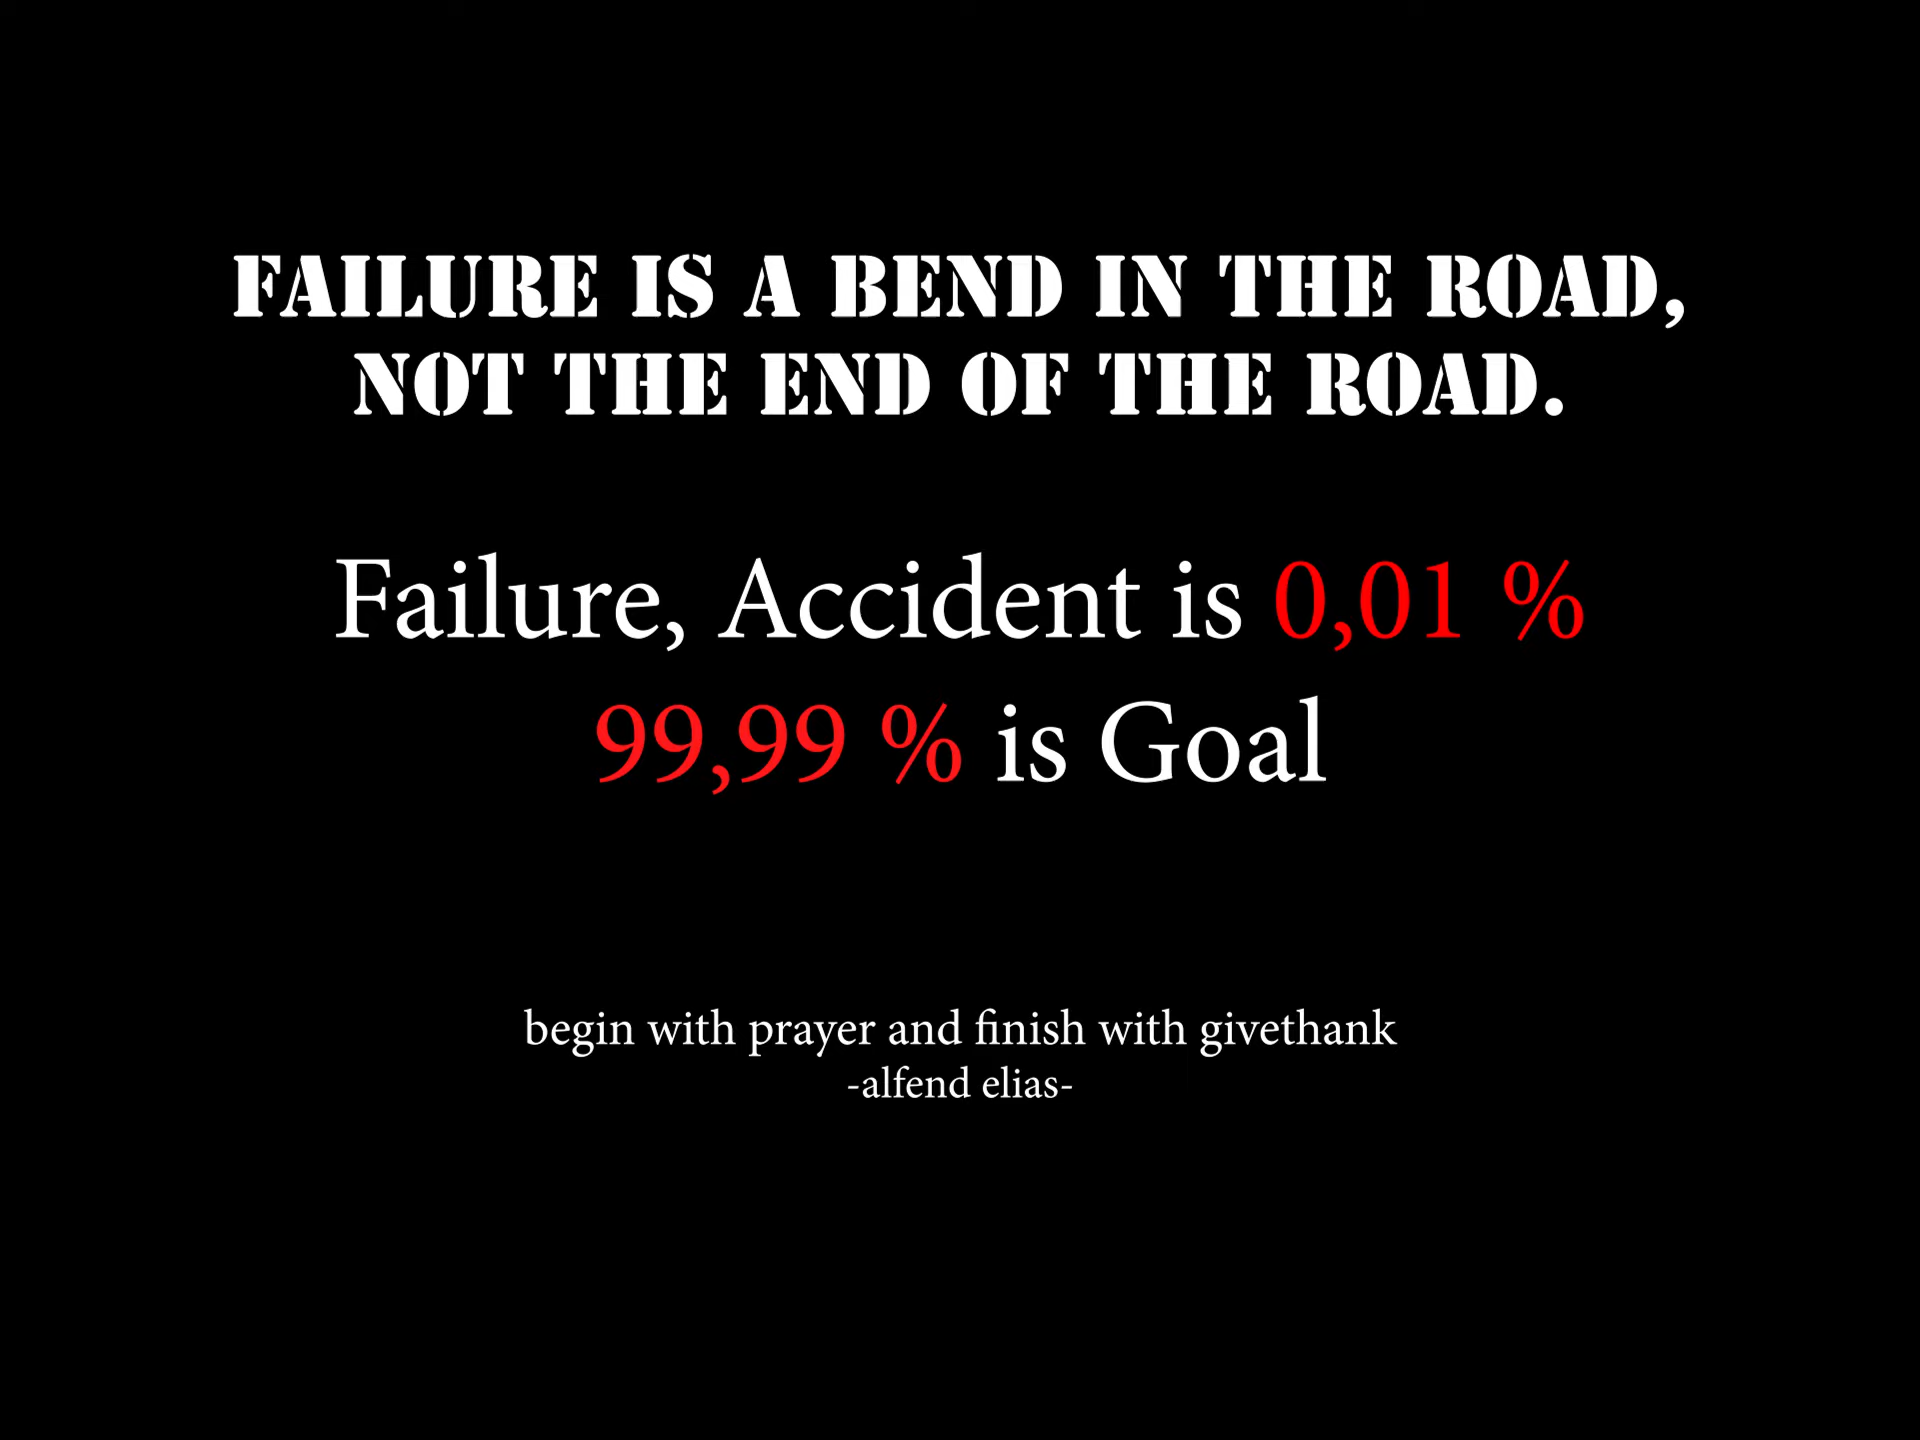 FAILURE IS A BEND IN THE ROAD,
NOT THE END OF THE ROAD.
Failure, Accident is 0,01 %
99,99 % is Goal
begin with prayer and finish with givethank
-alfend elias-